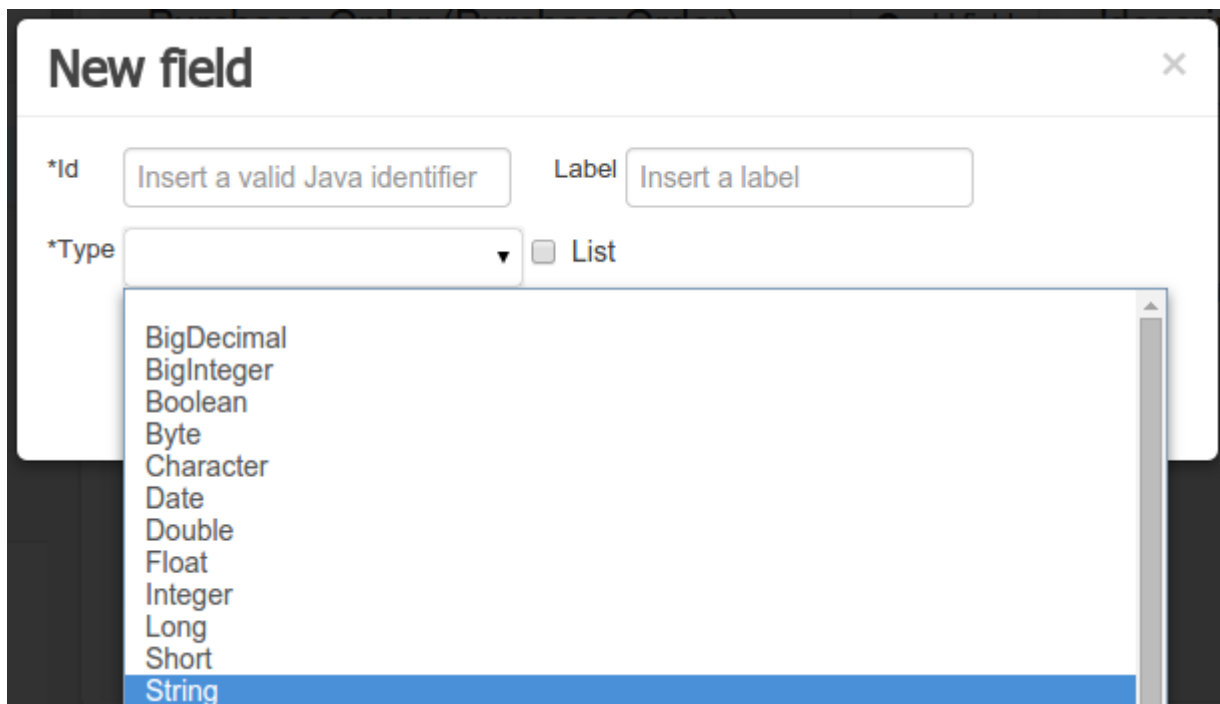 New field
×
*Id Insert a valid Java identifier Label Insert a label
*Type List
BigDecimal
BigInteger
Boolean
Byte
Character
Date
Double
Float
Integer
Long
Short
String